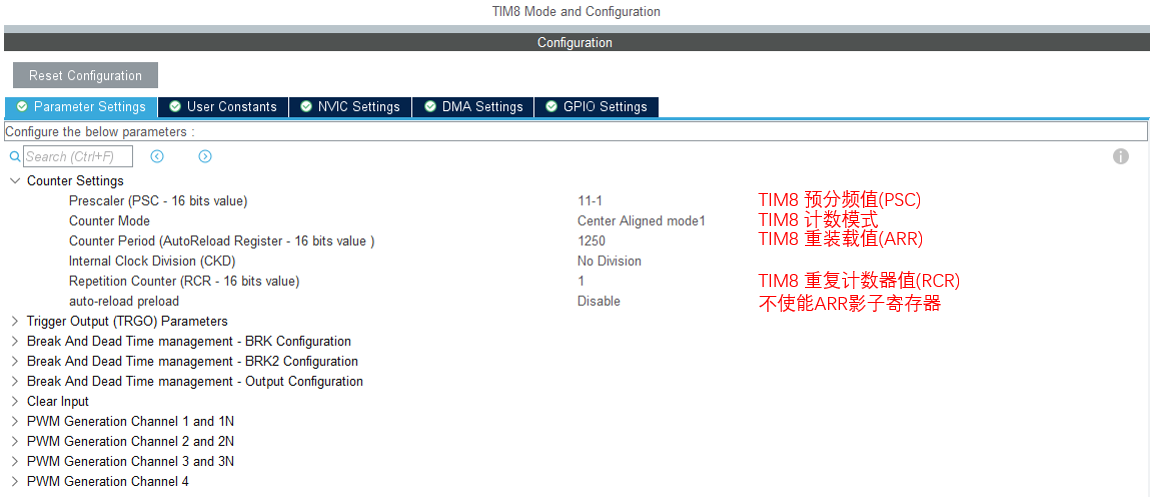 TIM8 Mode and Configuration
Configuration
Reset Configuration
Parameter Settings User Constants NVIC Settings DMA Settings GPIO Settings
Configure the below parameters :
Search (Ctrl+F)
Counter Settings
Prescaler (PSC - 16 bits value) 11-1 TIM8 预分频值(PSC)
Counter Mode Center Aligned mode1 TIM8 计数模式
Counter Period (AutoReload Register - 16 bits value ) 1250 TIM8 重装载值(ARR)
Internal Clock Division (CKD) No Division
Repetition Counter (RCR - 16 bits value) 1 TIM8 重复计数器值(RCR)
auto-reload preload Disable 不使能ARR影子寄存器
Trigger Output (TRGO) Parameters
Break And Dead Time management - BRK Configuration
Break And Dead Time management - BRK2 Configuration
Break And Dead Time management - Output Configuration
Clear Input
PWM Generation Channel 1 and 1N
PWM Generation Channel 2 and 2N
PWM Generation Channel 3 and 3N
PWM Generation Channel 4